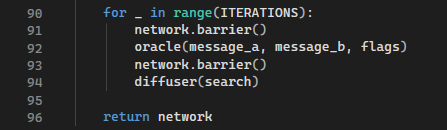 90 for _ in range(ITERATIONS):
91 network.barrier()
92 oracle(message_a, message_b, flags)
93 network.barrier()
94 diffuser(search)
95
96 return network